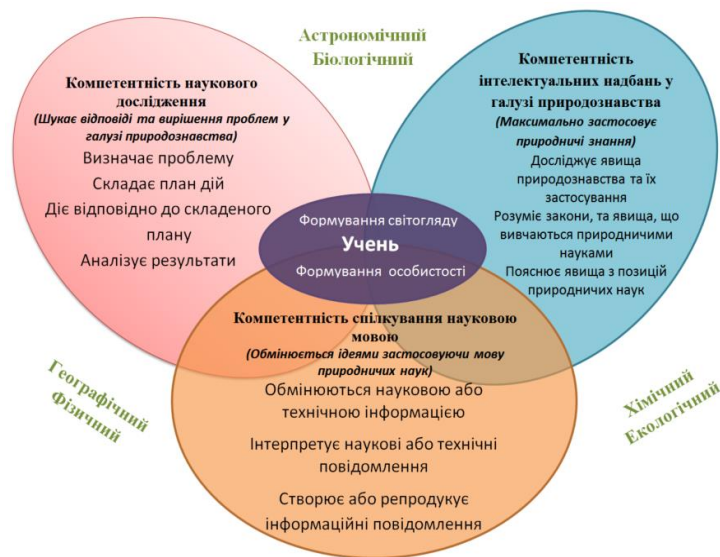 Астрономічний
Біологічний
Компетентність наукового
дослідження
(Шукає відповіді та вирішення проблем у
галузі природознавства)
Визначає проблему
Складає план дій
Діє відповідно до складеного
плану
Аналізує результати
Компетентність
інтелектуальних надбань у
галузі природознавства
(Максимально застосовує
природничі знання)
Досліджує явища
природознавства та їх
застосування
Розуміє закони, та явища, що
вивчаються природничими
науками
Пояснює явища з позицій
природничих наук
Формування світогляду
Учень
Формування особистості
Компетентність спілкування науковою
мовою
(Обмінюється ідеями застосовуючи мову
природничих наук)
Обмінюються науковою або
технічною інформацією
Інтерпретує наукові або технічні
повідомлення
Створює або репродукує
інформаційні повідомлення
Географічний
Фізичний
Хімічний
Екологічний